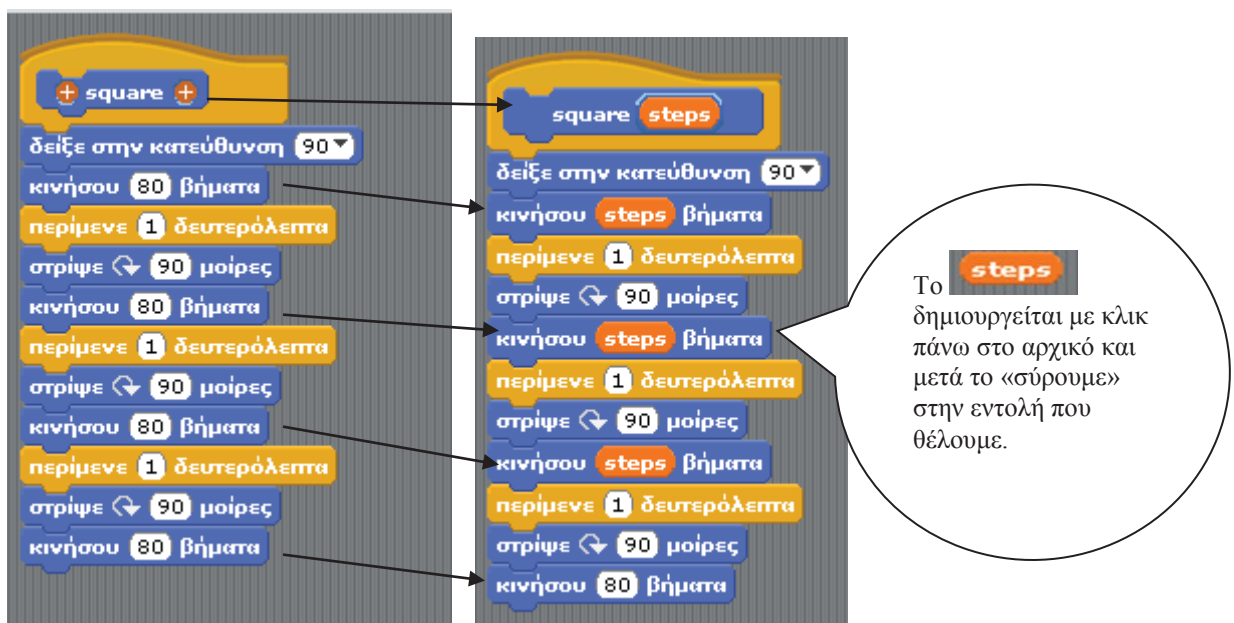 + square +
δείξε στην κατεύθυνση 90
κινήσου 80 βήματα
περίμενε 1 δευτερόλεπτα
στρίψε 90 μοίρες
κινήσου 80 βήματα
περίμενε 1 δευτερόλεπτα
στρίψε 90 μοίρες
κινήσου 80 βήματα
περίμενε 1 δευτερόλεπτα
στρίψε 90 μοίρες
κινήσου 80 βήματα
square steps
δείξε στην κατεύθυνση 90
κινήσου steps βήματα
περίμενε 1 δευτερόλεπτα
στρίψε 90 μοίρες
κινήσου steps βήματα
περίμενε 1 δευτερόλεπτα
στρίψε 90 μοίρες
κινήσου steps βήματα
περίμενε 1 δευτερόλεπτα
στρίψε 90 μοίρες
κινήσου 80 βήματα
Το steps
δημιουργείται με κλικ
πάνω στο αρχικό και
μετά το «σύρουμε»
στην εντολή που
θέλουμε.